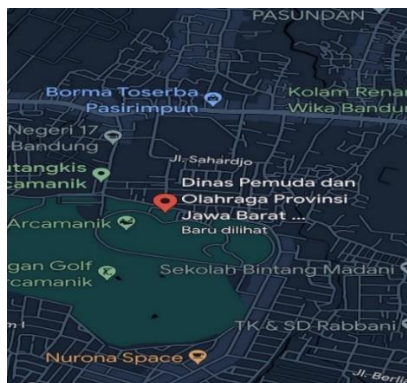 PASUNDAN
Borma Toserba
Pasirimpun
Kolam Rena
Wika Bandu
Negeri 17
Bandung
Jl. Sahardjo
utangkis
camanik
Dinas Pemuda dan
Olahraga Provinsi
Jawa Barat ...
Baru dilihat
Arcamanik
gan Golf
rcamanik
Sekolah Bintang Madani
TK & SD Rabbani
Nurona Space
Jl. Berli